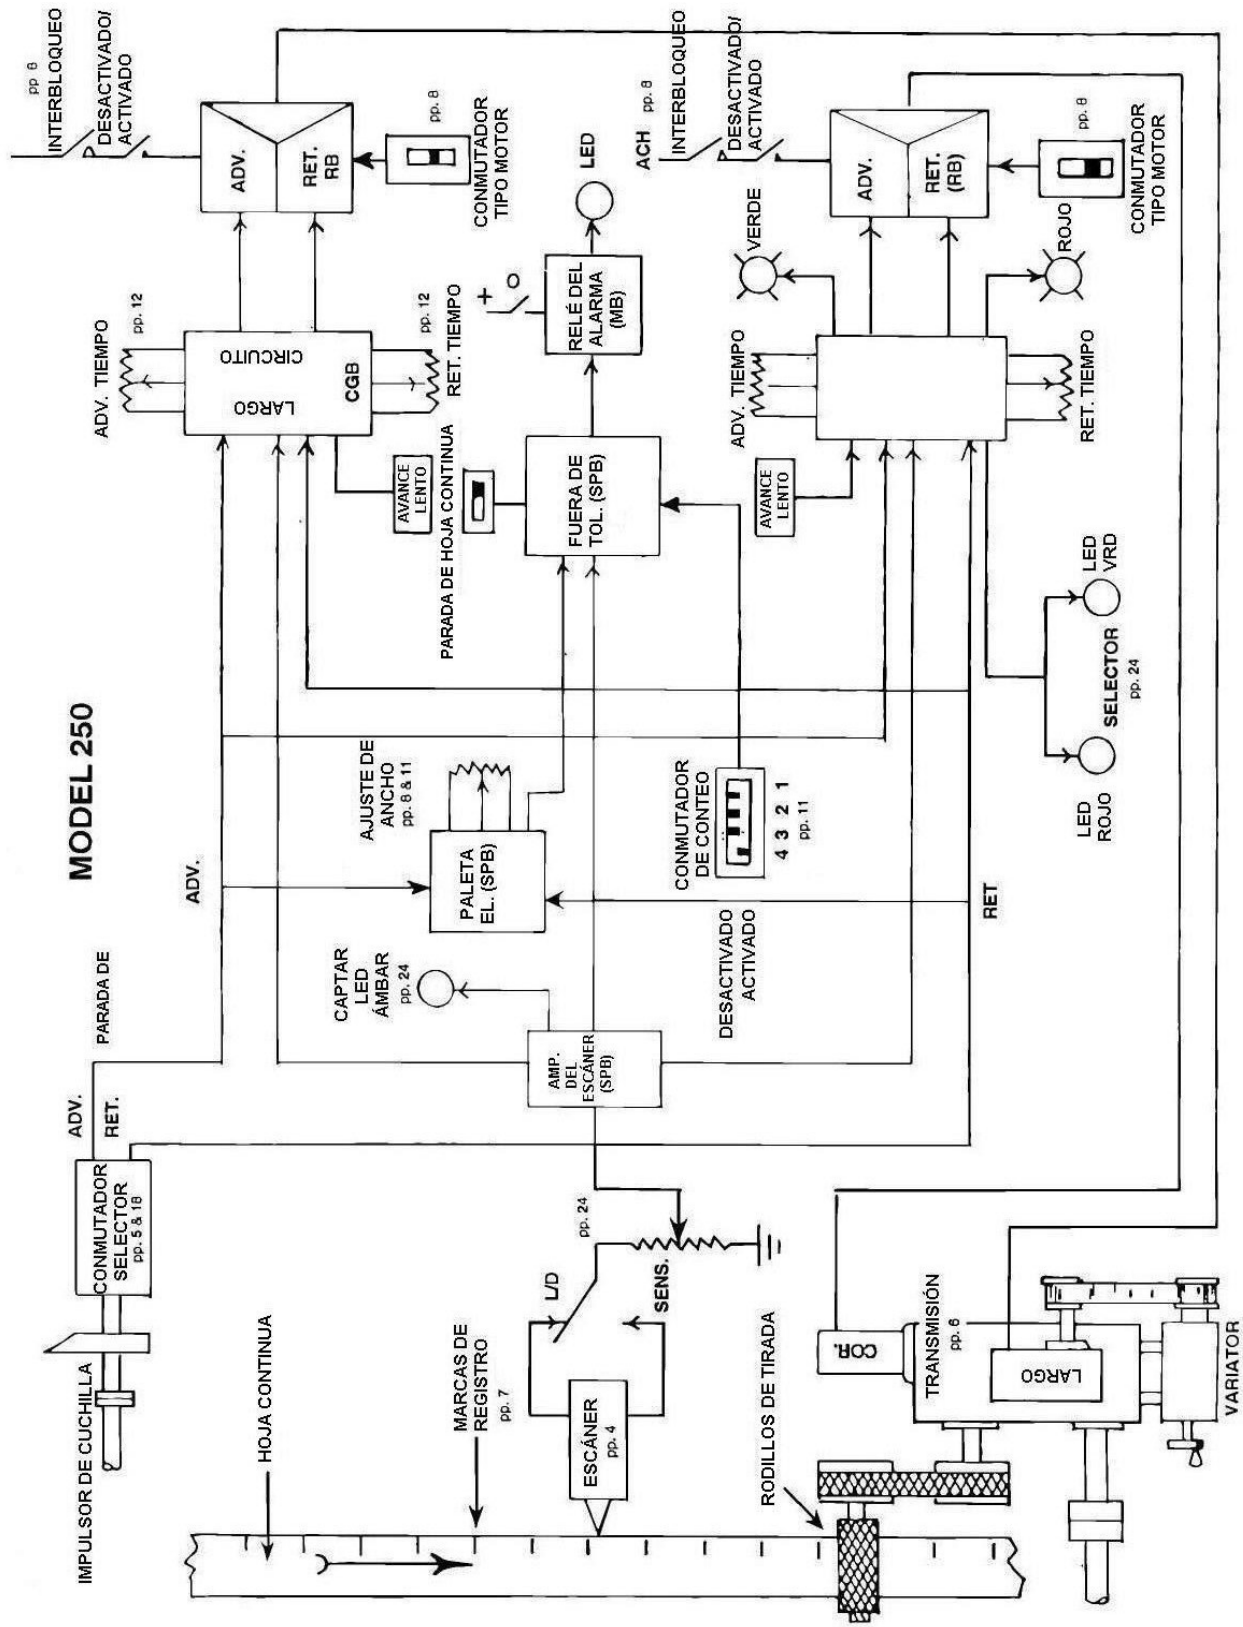 MODEL 250
IMPULSOR DE CUCHILLA
CONMUTADOR
SELECTOR
pp. 5 & 18
ADV.
RET.
PARADA DE
ADV.
HOJA CONTINUA
MARCAS DE
REGISTRO
pp. 7
ESCÁNER
pp. 4
L/D
pp. 24
SENS.
RODILLOS DE TIRADA
COR.
TRANSMISIÓN
pp. 6
LARGO
VARIATOR
AMP.
DEL
ESCÁNER
(SPB)
CAPTAR
LED
ÁMBAR
pp. 24
PALETA
EL. (SPB)
AJUSTE DE
ANCHO
pp. 8 & 11
DESACTIVADO
ACTIVADO
RET
CONMUTADOR
DE CONTEO
4 3 2 1
pp. 11
LED
ROJO
SELECTOR
pp. 24
LED
VRD
PARADA DE HOJA CONTINUA
FUERA DE
TOL. (SPB)
AVANCE
LENTO
AVANCE
LENTO
ADV. TIEMPO
pp. 12
LARGO
CIRCUITO
CGB
pp. 12
RET. TIEMPO
+
O
RELÉ DEL
ALARMA
(MB)
LED
ADV. TIEMPO
RET. TIEMPO
VERDE
ROJO
pp 8
INTERBLOQUEO
DESACTIVADO/
ACTIVADO
ADV.
RET.
RB
pp. 8
CONMUTADOR
TIPO MOTOR
ACH
pp. 8
INTERBLOQUEO
DESACTIVADO/
ACTIVADO
ADV.
RET.
(RB)
pp. 8
CONMUTADOR
TIPO MOTOR